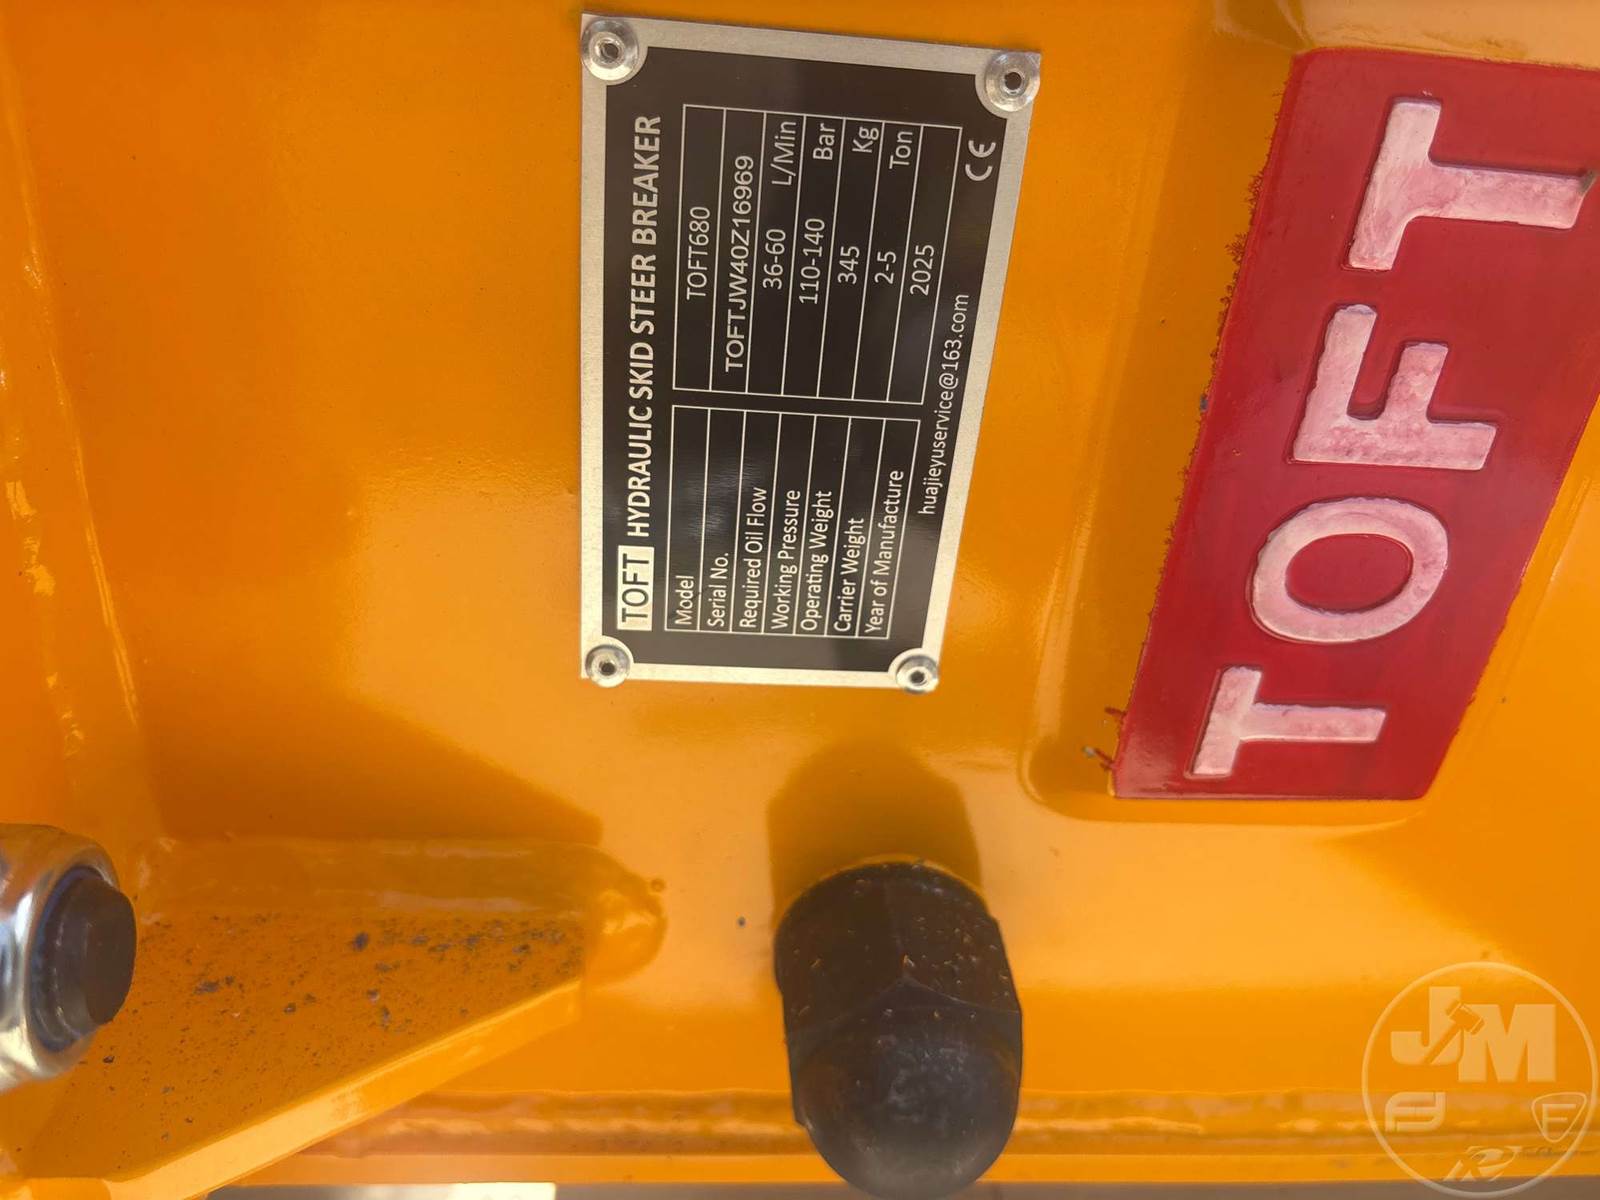 TOFT HYDRAULIC SKID STEER BREAKER
Model TOFT680
Serial No. TOFTJW40Z16969
Required Oil Flow 36-60 L/Min
Working Pressure 110-140 Bar
Operating Weight 345 Kg
Carrier Weight 2-5 Ton
Year of Manufacture 2025
huajieyuservice@163.com CE
TOFT
JM